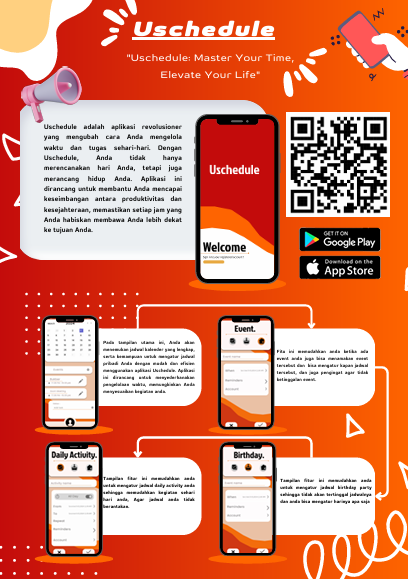 Uschedule
"Uschedule: Master Your Time,
Elevate Your Life"
Uschedule adalah aplikasi revolusioner
yang mengubah cara Anda mengelola
waktu dan tugas sehari-hari. Dengan
Uschedule, Anda tidak hanya
merencanakan hari Anda, tetapi juga
merancang hidup Anda. Aplikasi ini
dirancang untuk membantu Anda mencapai
keseimbangan antara produktivitas dan
kesejahteraan, memastikan setiap jam yang
Anda habiskan membawa Anda lebih dekat
ke tujuan Anda.
Uschedule
Welcome
GET IT ON
Google Play
Download on the
App Store
Pada tampilan utama ini, Anda akan
menemukan jadwal kalender yang lengkap,
serta kemampuan untuk mengatur jadwal
pribadi Anda dengan mudah dan efisien
menggunakan aplikasi Uschedule. Aplikasi
ini dirancang untuk menyederhanakan
pengelolaan waktu, memungkinkan Anda
menyesuaikan kegiatan anda.
Event.
Fitu ini memudahkan anda ketika ada
event anda juga bisa menamakan event
tersebut dan bisa mengatur kapan jadwal
tersebut, dan juga pengingat agar tidak
ketinggalan event.
Daily Activity.
Tampilan fitur ini memudahkan anda
untuk mengatur jadwal daily activity anda
sehingga memudahkan kegiatan sehari
hari anda, Agar jadwal anda tidak
berantakan.
Birthday.
Tampilan fitur ini memudahkan anda
untuk mengatur jadwal birthday party
sehingga tidak akan tertinggal jadwalnya
dan anda bisa mengatur harinya apa saja